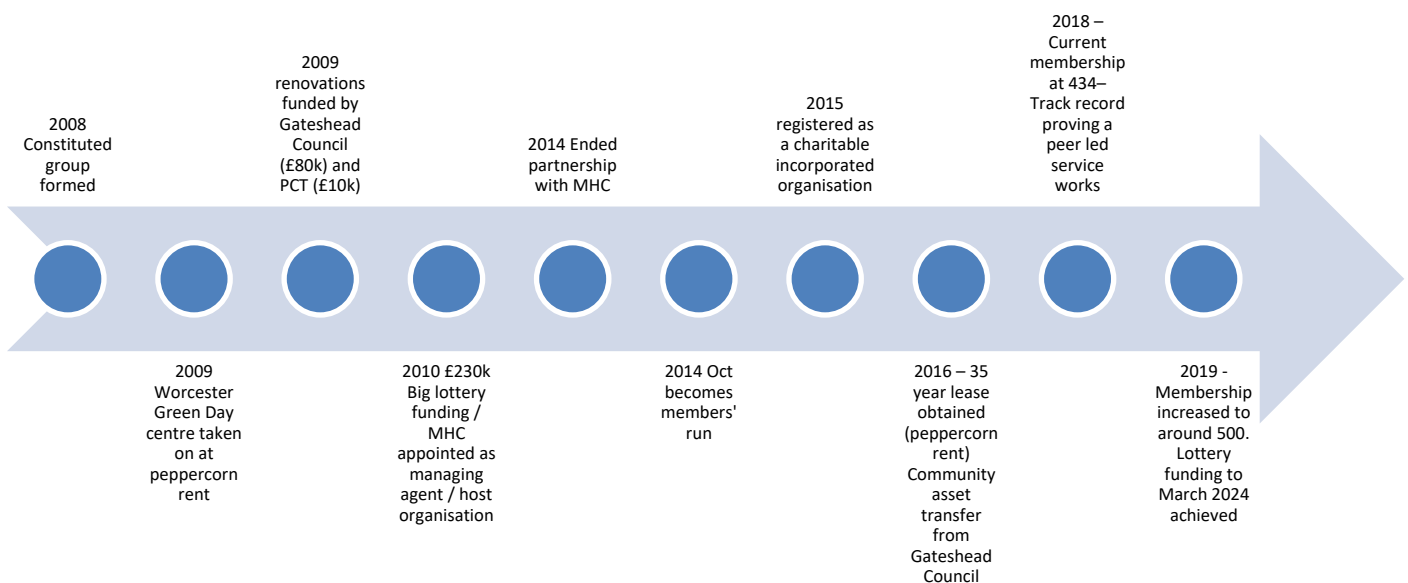 2008
Constituted
group
formed
2009
Worcester
Green Day
centre taken
on at
peppercorn
rent
2009
renovations
funded by
Gateshead
Council
(£80k) and
PCT (£10k)
2010 £230k
Big lottery
funding /
MHC
appointed as
managing
agent / host
organisation
2014 Ended
partnership
with MHC
2014 Oct
becomes
members'
run
2015
registered as
a charitable
incorporated
organisation
2016 – 35
year lease
obtained
(peppercorn
rent)
Community
asset
transfer
from
Gateshead
Council
2018 –
Current
membership
at 434–
Track record
proving a
peer led
service
works
2019 -
Membership
increased to
around 500.
Lottery
funding to
March 2024
achieved